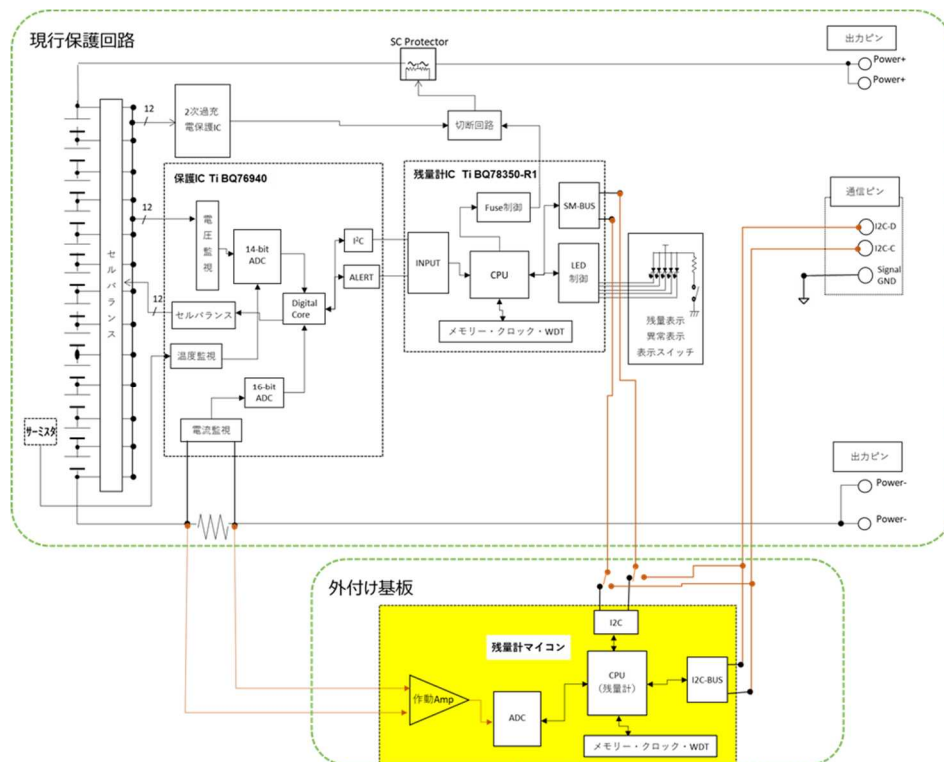 現行保護回路
SC Protector
出力ピン
Power+
Power+
12
2次過充
電保護IC
切断回路
保護IC Ti BQ76940
残量計IC Ti BQ78350-R1
セルバランス
12
電圧監視
14-bit
ADC
I²C
ALERT
INPUT
Fuse制御
CPU
SM-BUS
LED
制御
通信ピン
I2C-D
I2C-C
Signal
GND
12
セルバランス
Digital
Core
メモリー・クロック・WDT
残量表示
異常表示
表示スイッチ
温度監視
16-bit
ADC
サーミスタ
電流監視
出力ピン
Power-
Power-
外付け基板
I2C
残量計マイコン
CPU
(残量計)
I2C-BUS
作動Amp
ADC
メモリー・クロック・WDT